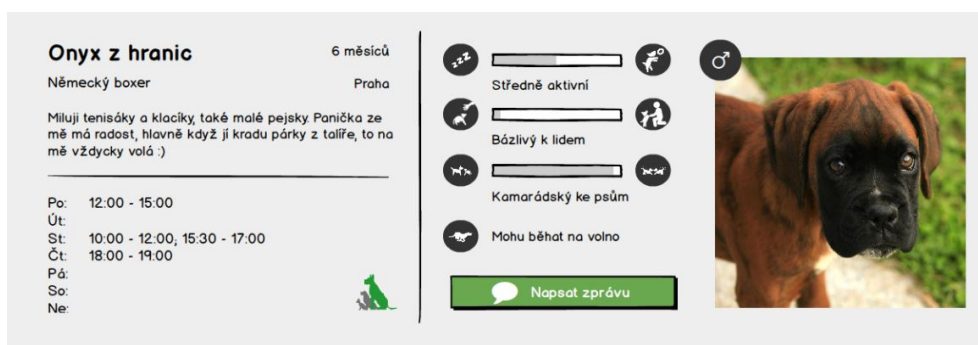 Onyx z hranic
6 měsíců
Německý boxer
Praha
Miluji tenisáky a klacíky, také malé pejsky. Panička ze
mě má radost, hlavně když jí kradu párky z talíře, to na
mě vždycky volá :)
Po: 12:00 - 15:00
Út:
St: 10:00 - 12:00; 15:30 - 17:00
Čt: 18:00 - 19:00
Pá:
So:
Ne:
zzz
Středně aktivní
Bázlivý k lidem
Kamarádský ke psům
Mohu běhat na volno
Napsat zprávu